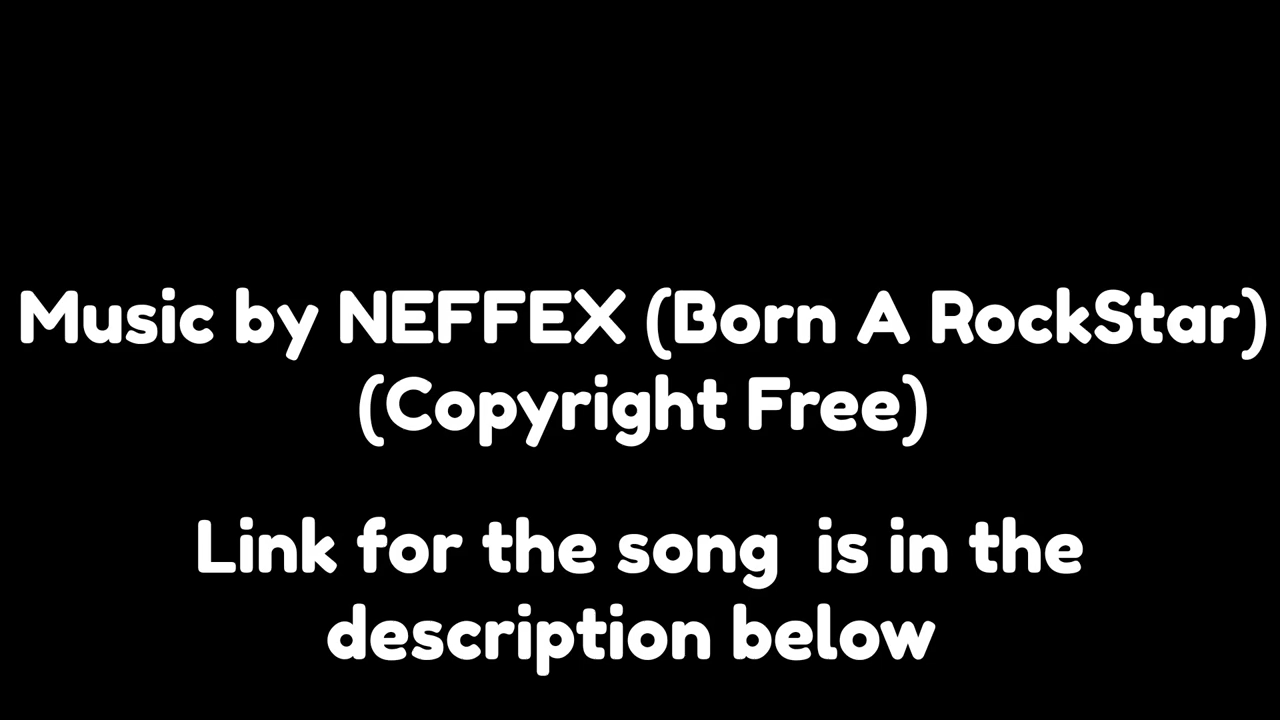 Music by NEFFEX (Born A RockStar)
(Copyright Free)
Link for the song  is in the
description below